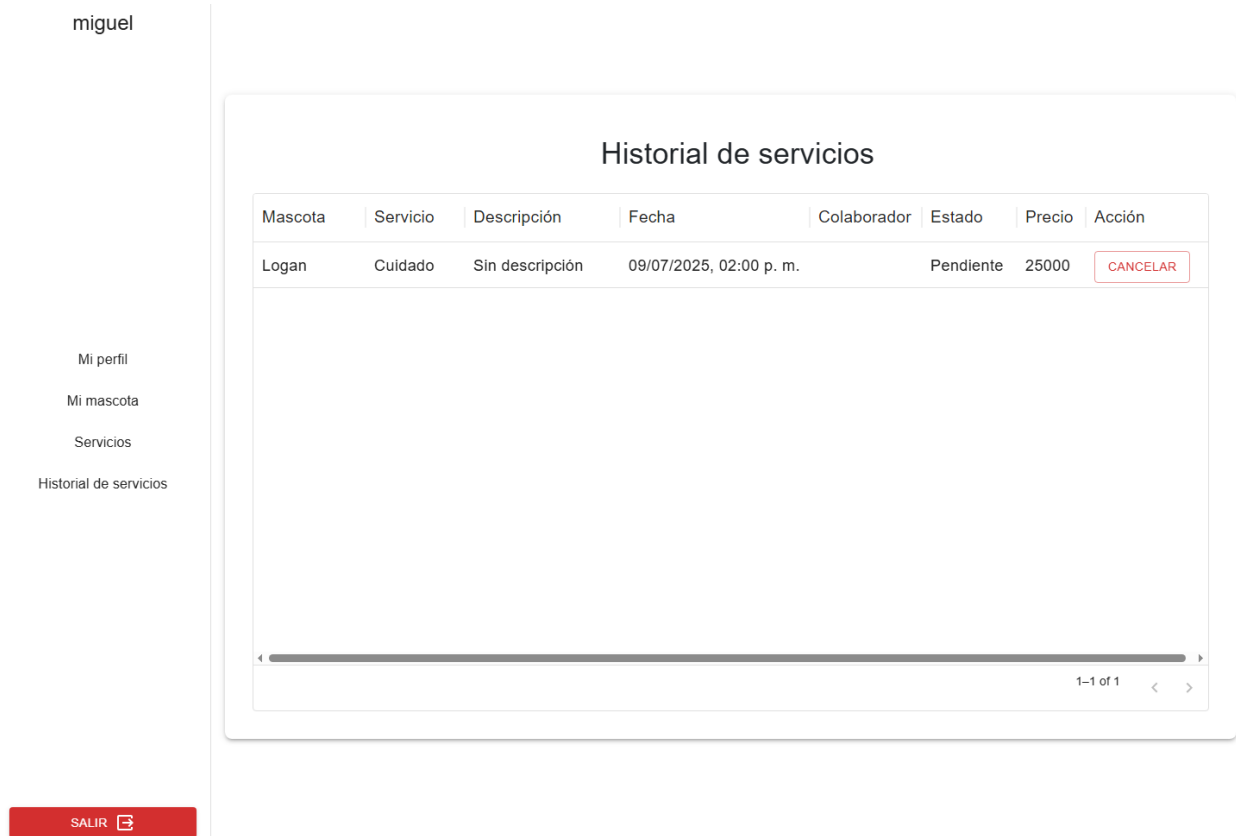 miguel
Mi perfil
Mi mascota
Servicios
Historial de servicios
SALIR
Historial de servicios
Mascota Servicio Descripción Fecha Colaborador Estado Precio Acción
Logan Cuidado Sin descripción 09/07/2025, 02:00 p. m. Pendiente 25000 CANCELAR
1–1 of 1